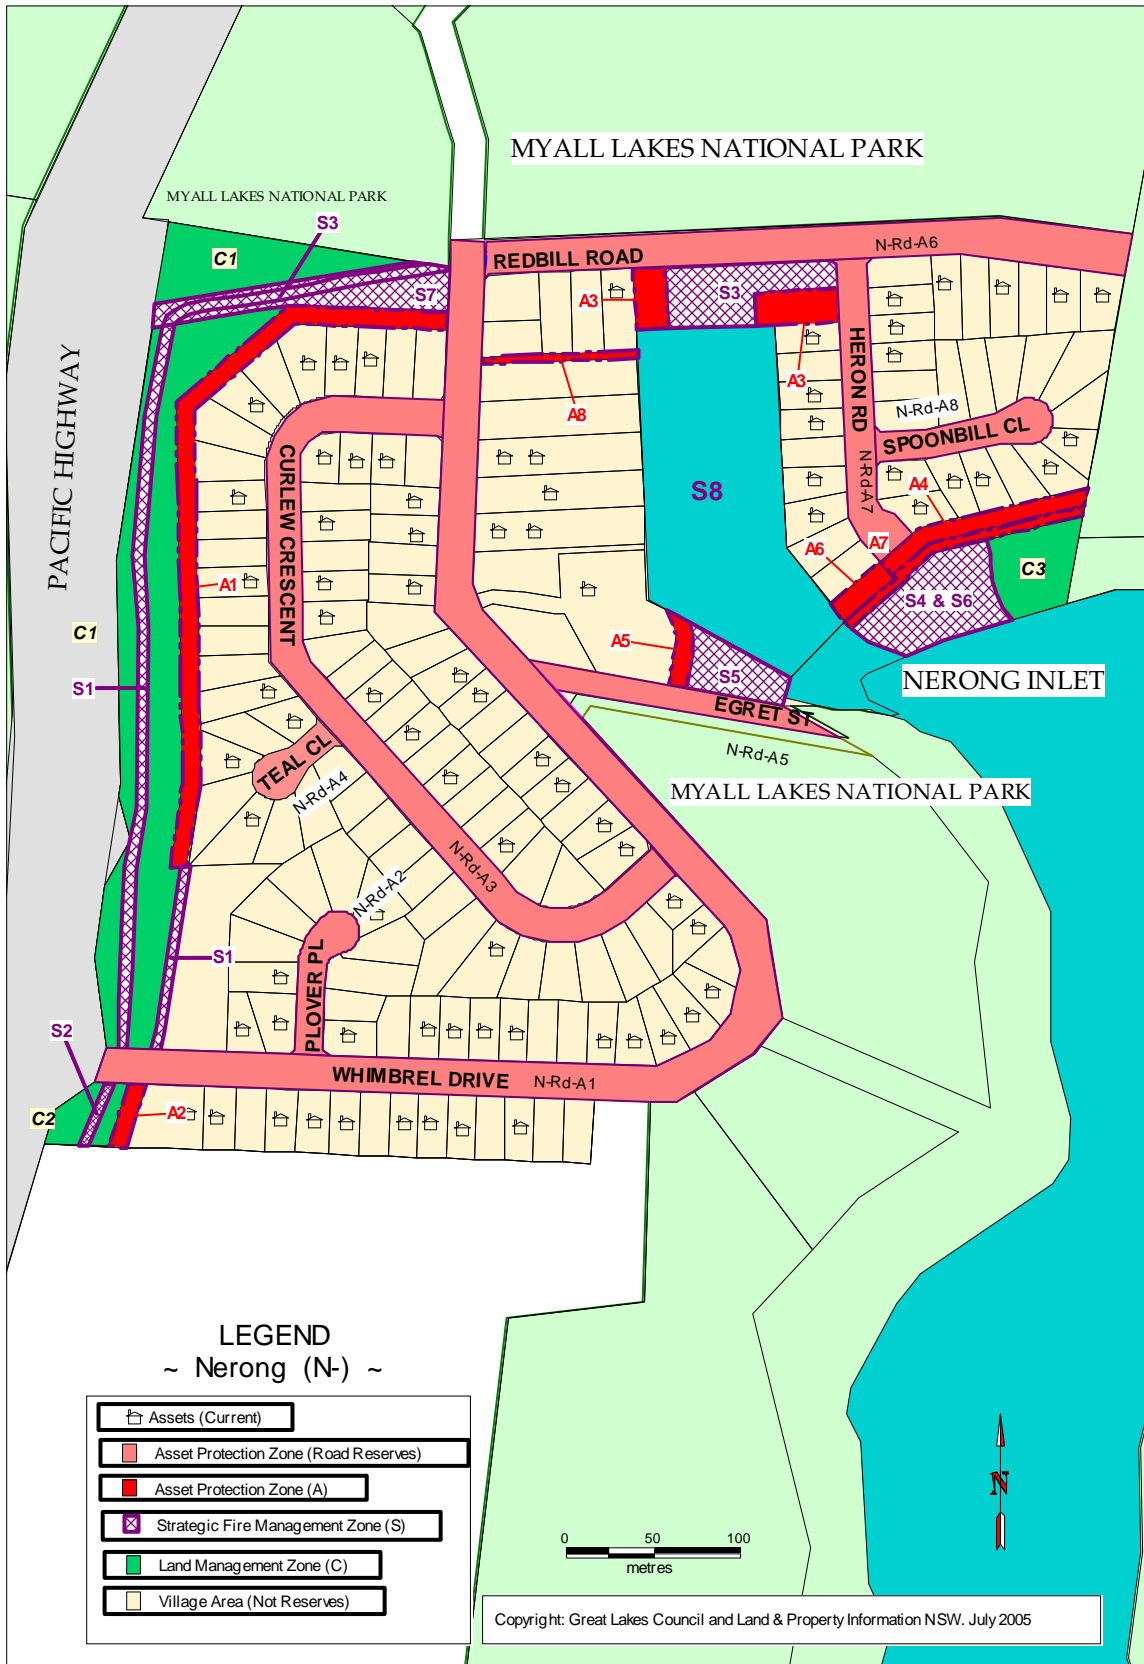 MYALL LAKES NATIONAL PARK
MYALL LAKES NATIONAL PARK
S3
C1
N-Rd-A6
REDBILL ROAD
S7
A3
S3
HERON RD
A3
A8
N-Rd-A8
SPOONBILL CL
PACIFIC HIGHWAY
CURLEW CRESCENT
N-Rd-A7
S8
A4
A7
A6
A1
C3
S4 & S6
C1
A5
S1
S5
NERONG INLET
EGRET ST
TEAL CL
N-Rd-A5
N-Rd-A4
MYALL LAKES NATIONAL PARK
N-Rd-A3
N-Rd-A2
S1
PLOVER PL
S2
WHIMBREL DRIVE N-Rd-A1
C2
A2
LEGEND
~ Nerong (N-) ~
Assets (Current)
Asset Protection Zone (Road Reserves)
Asset Protection Zone (A)
Strategic Fire Management Zone (S)
Land Management Zone (C)
Village Area (Not Reserves)
N
0 50 100
metres
Copyright: Great Lakes Council and Land & Property Information NSW. July 2005